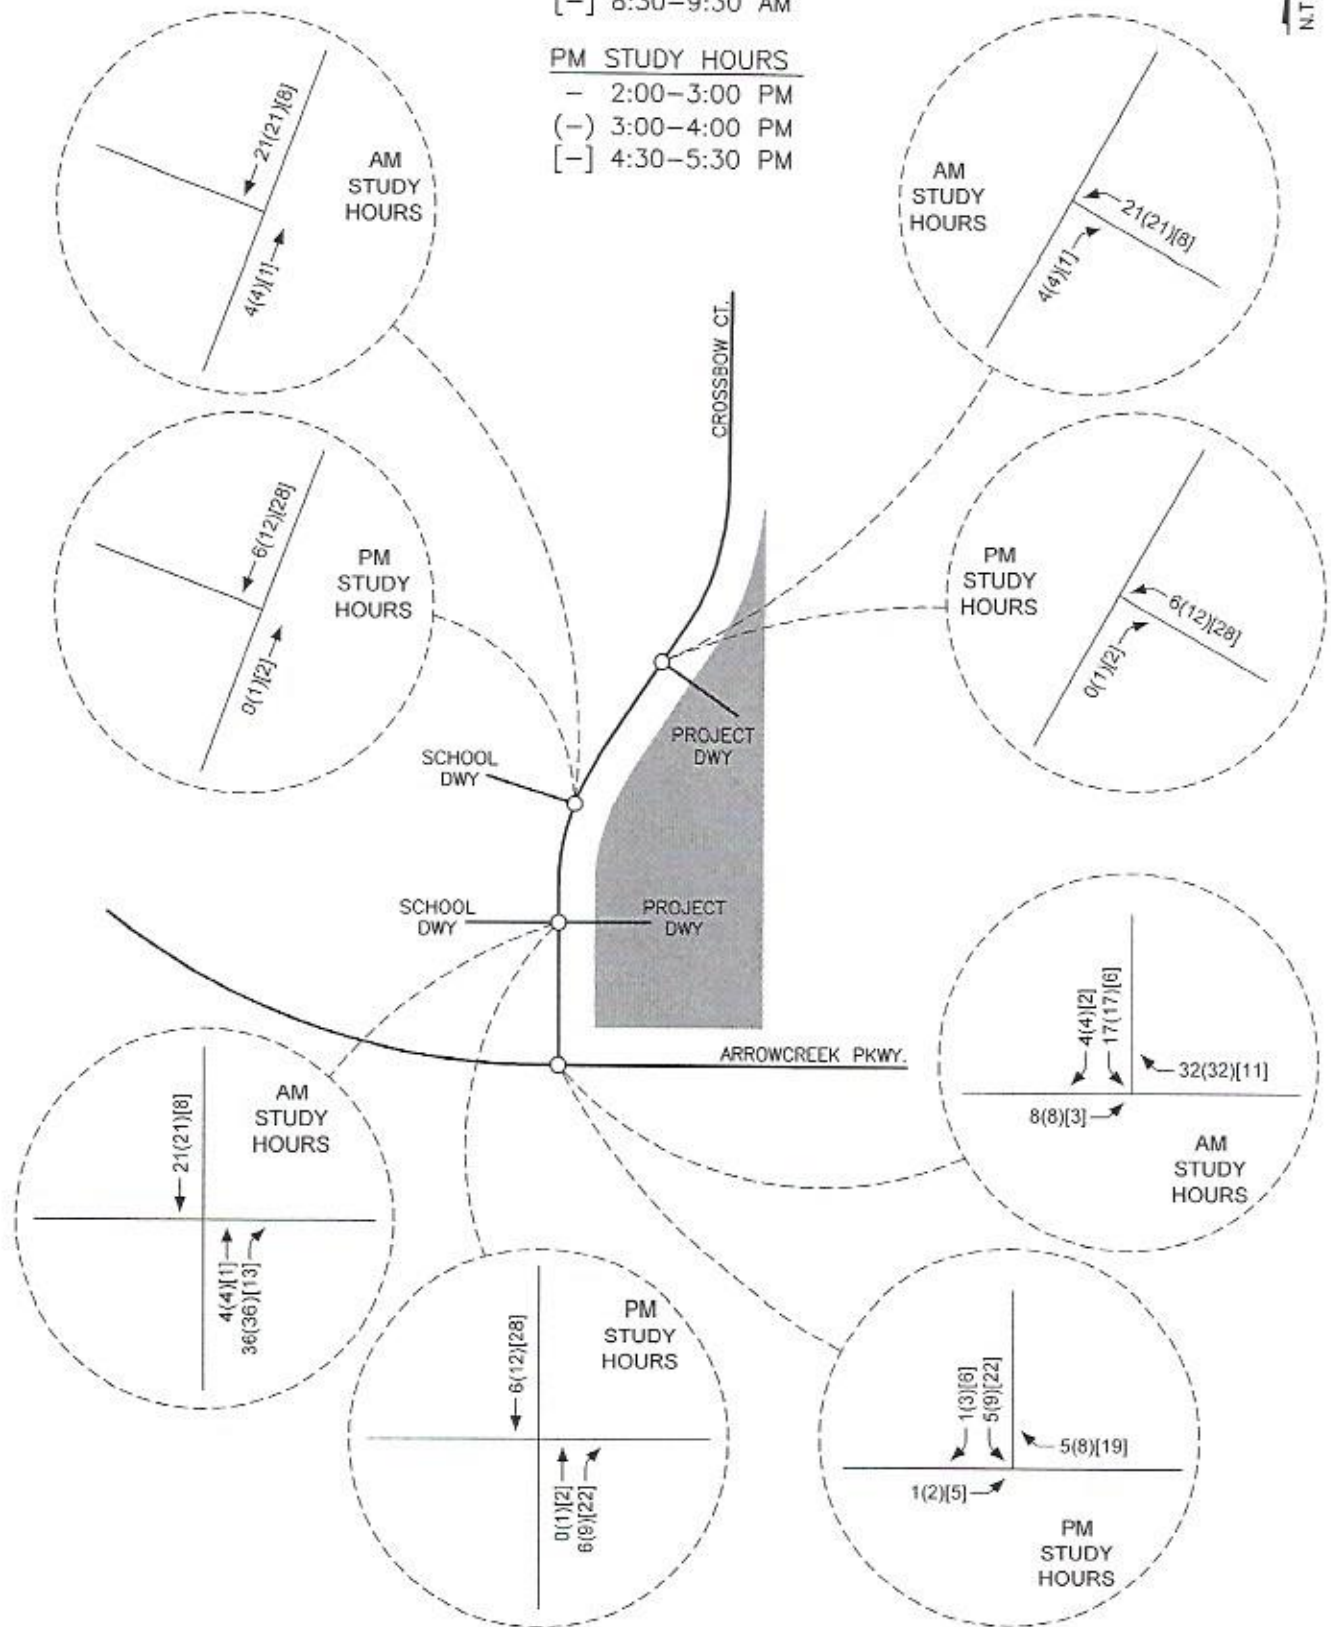 [-] 8:30-9:30 AM
N.T
PM STUDY HOURS
- 2:00-3:00 PM
(-) 3:00-4:00 PM
[-] 4:30-5:30 PM
21(21)[8]
AM
STUDY
HOURS
4(4)[1]
AM
STUDY
HOURS
21(21)[8]
4(4)[1]
CROSSBOW CT.
6(12)[28]
PM
STUDY
HOURS
0(1)[2]
PM
STUDY
HOURS
6(12)[28]
0(1)[2]
PROJECT
DWY
SCHOOL
DWY
SCHOOL
DWY
PROJECT
DWY
ARROWCREEK PKWY.
4(4)[2]
17(17)[6]
32(32)[11]
8(8)[3]
AM
STUDY
HOURS
21(21)[8]
AM
STUDY
HOURS
4(4)[1]
36(36)[13]
6(12)[28]
PM
STUDY
HOURS
0(1)[2]
6(9)[22]
1(3)[6]
5(9)[22]
5(8)[19]
1(2)[5]
PM
STUDY
HOURS